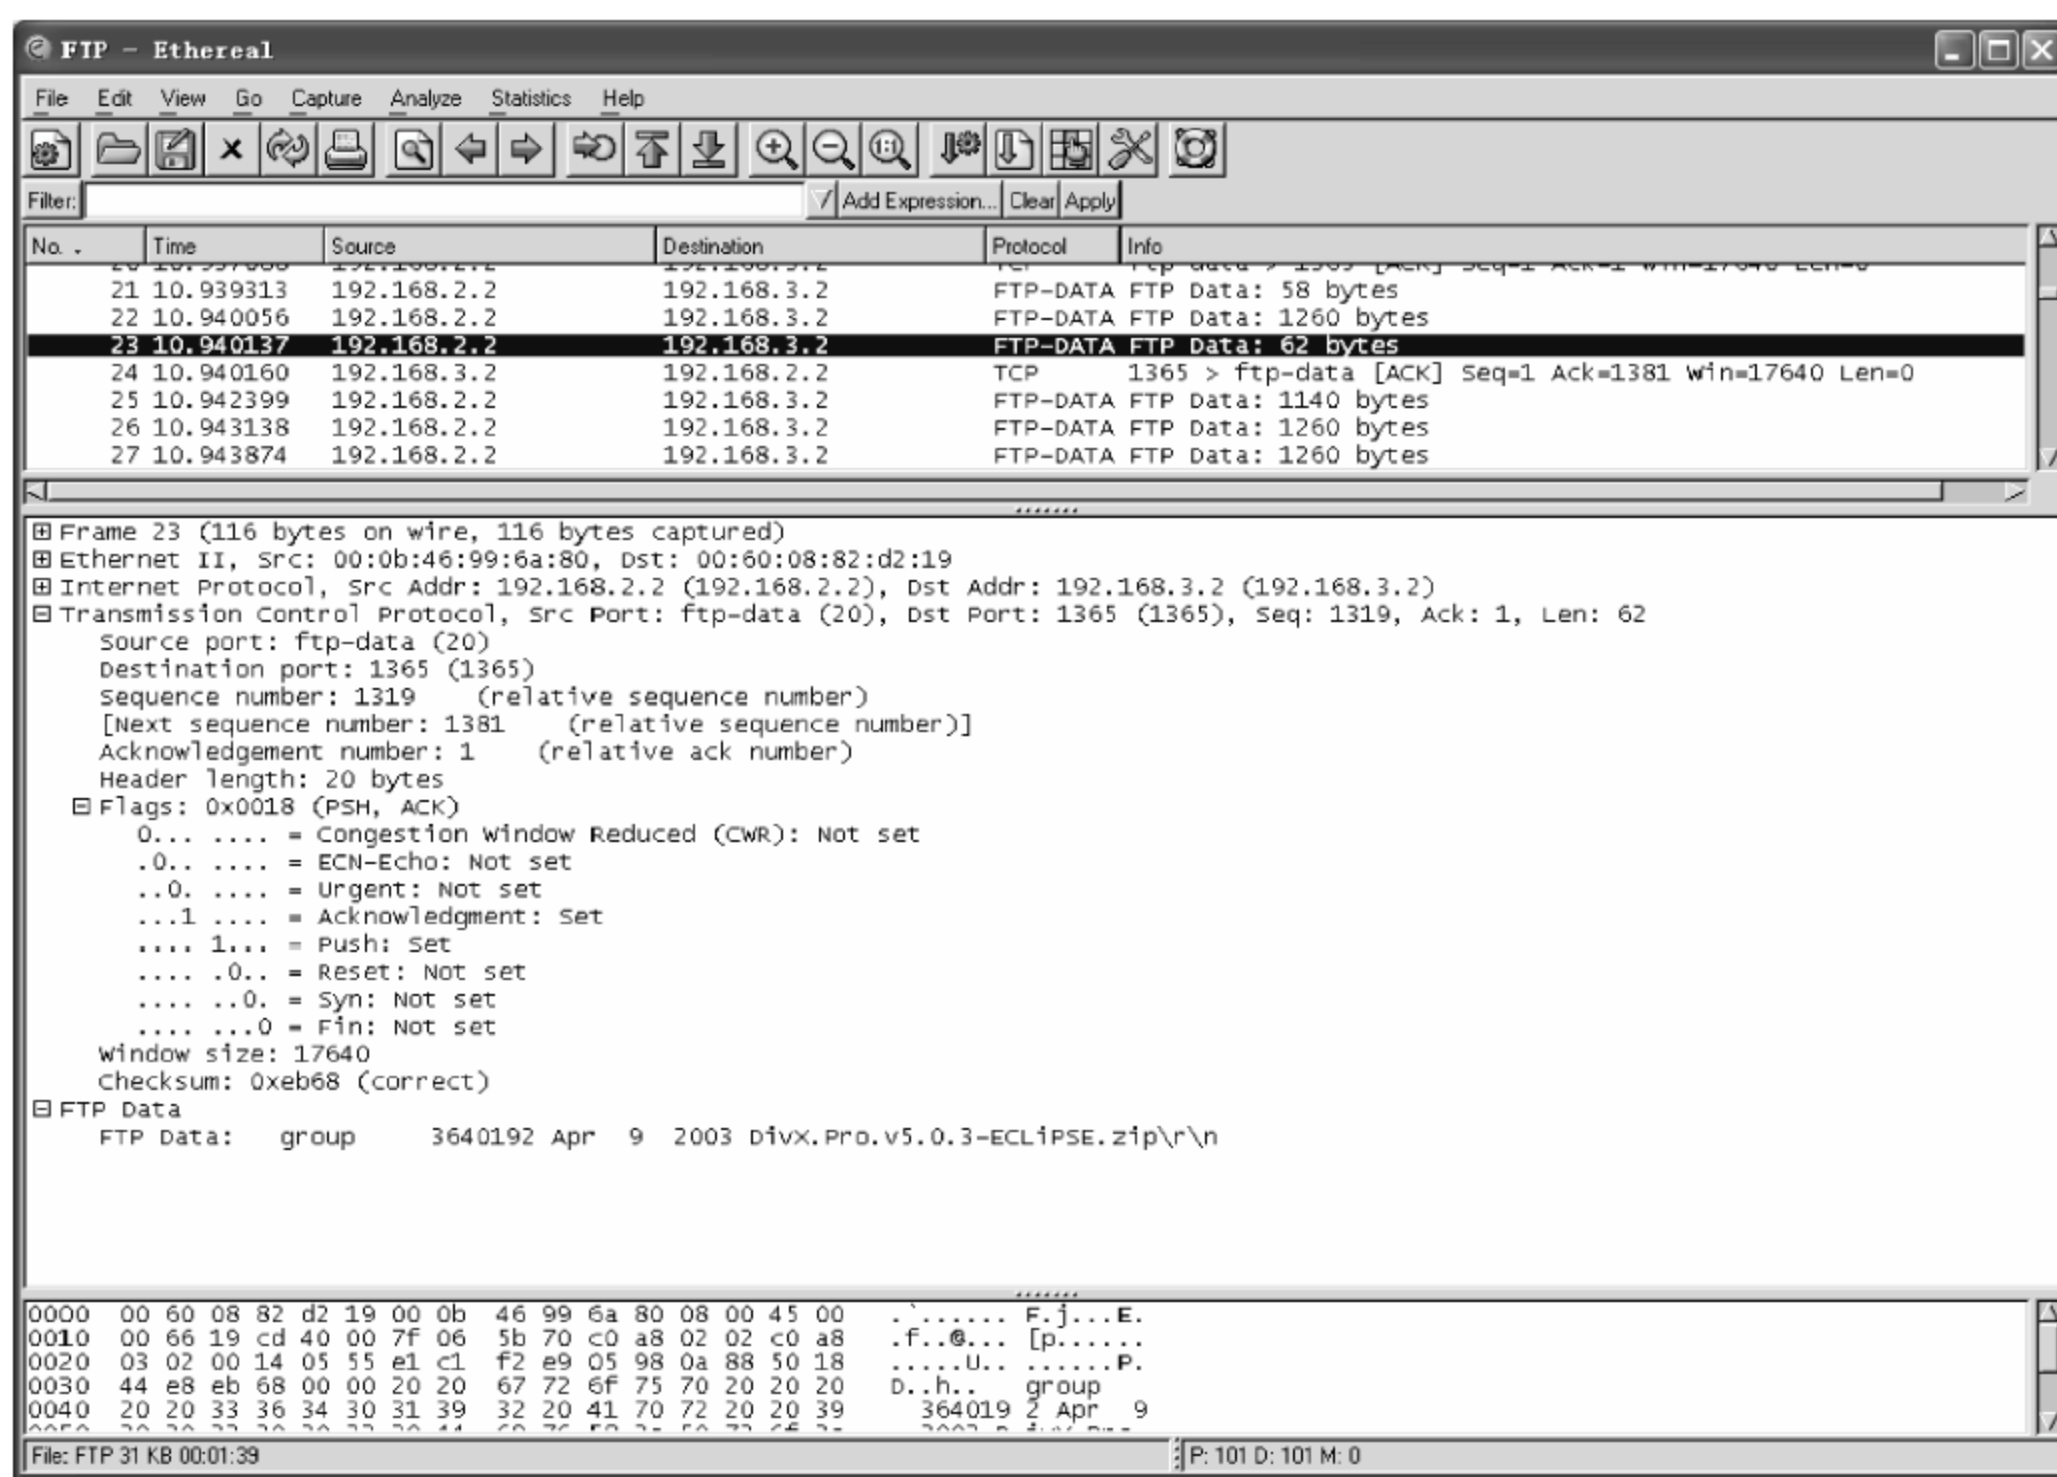 FTP - Ethereal
File Edit View Go Capture Analyze Statistics Help
Filter: Add Expression... Clear Apply
No. . Time Source Destination Protocol Info
21 10.939313 192.168.2.2 192.168.3.2 FTP-DATA FTP Data: 58 bytes
22 10.940056 192.168.2.2 192.168.3.2 FTP-DATA FTP Data: 1260 bytes
23 10.940137 192.168.2.2 192.168.3.2 FTP-DATA FTP Data: 62 bytes
24 10.940160 192.168.3.2 192.168.2.2 TCP 1365 > ftp-data [ACK] Seq=1 Ack=1381 Win=17640 Len=0
25 10.942399 192.168.2.2 192.168.3.2 FTP-DATA FTP Data: 1140 bytes
26 10.943138 192.168.2.2 192.168.3.2 FTP-DATA FTP Data: 1260 bytes
27 10.943874 192.168.2.2 192.168.3.2 FTP-DATA FTP Data: 1260 bytes
Frame 23 (116 bytes on wire, 116 bytes captured)
Ethernet II, Src: 00:0b:46:99:6a:80, Dst: 00:60:08:82:d2:19
Internet Protocol, Src Addr: 192.168.2.2 (192.168.2.2), Dst Addr: 192.168.3.2 (192.168.3.2)
Transmission Control Protocol, Src Port: ftp-data (20), Dst Port: 1365 (1365), Seq: 1319, Ack: 1, Len: 62
Source port: ftp-data (20)
Destination port: 1365 (1365)
Sequence number: 1319 (relative sequence number)
[Next sequence number: 1381 (relative sequence number)]
Acknowledgement number: 1 (relative ack number)
Header length: 20 bytes
Flags: 0x0018 (PSH, ACK)
0... .... = Congestion Window Reduced (CWR): Not set
.0.. .... = ECN-Echo: Not set
..0. .... = Urgent: Not set
...1 .... = Acknowledgment: Set
.... 1... = Push: Set
.... .0.. = Reset: Not set
.... ..0. = Syn: Not set
.... ...0 = Fin: Not set
Window size: 17640
Checksum: 0xeb68 (correct)
FTP Data
FTP Data: group 3640192 Apr 9 2003 DivX.Pro.v5.0.3-ECLiPSE.zip\r\n
0000 00 60 08 82 d2 19 00 0b 46 99 6a 80 08 00 45 00 .`...... F.j...E.
0010 00 66 19 cd 40 00 7f 06 5b 70 c0 a8 02 02 c0 a8 .f..@... [p......
0020 03 02 00 14 05 55 e1 c1 f2 e9 05 98 0a 88 50 18 .....U.. ......P.
0030 44 e8 eb 68 00 00 20 20 67 72 6f 75 70 20 20 20 D..h.. group
0040 20 20 33 36 34 30 31 39 32 20 41 70 72 20 20 39 364019 2 Apr 9
File: FTP 31 KB 00:01:39 P: 101 D: 101 M: 0